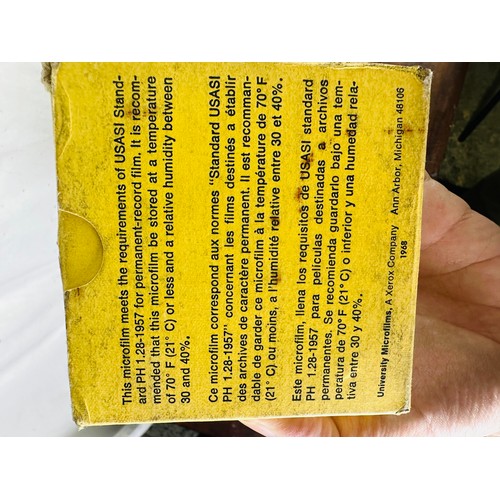 This microfilm meets the requirements of USASI Stand-
ard PH 1.28-1957 for permanent-record film. It is recom-
mended that this microfilm be stored at a temperature
of 70° F (21° C) or less and a relative humidity between
30 and 40%.
Ce microfilm correspond aux normes "Standard USASI
PH 1.28-1957" concernant les films destinés a établir
des archives de caractère permanent. Il est recomman-
dable de garder ce microfilm à la température de 70° F
(21° C) ou moins, a l'humidité relative entre 30 et 40%.
Este microfilm, llena los requisitos de USASI standard
PH 1.28-1957 para películas destinadas a archivos
permanentes. Se recomienda guardarlo bajo una tem-
peratura de 70° F (21° C) o inferior y una humedad rela-
tiva entre 30 y 40%.
University Microfilms, A Xerox Company Ann Arbor, Michigan 48106
1968